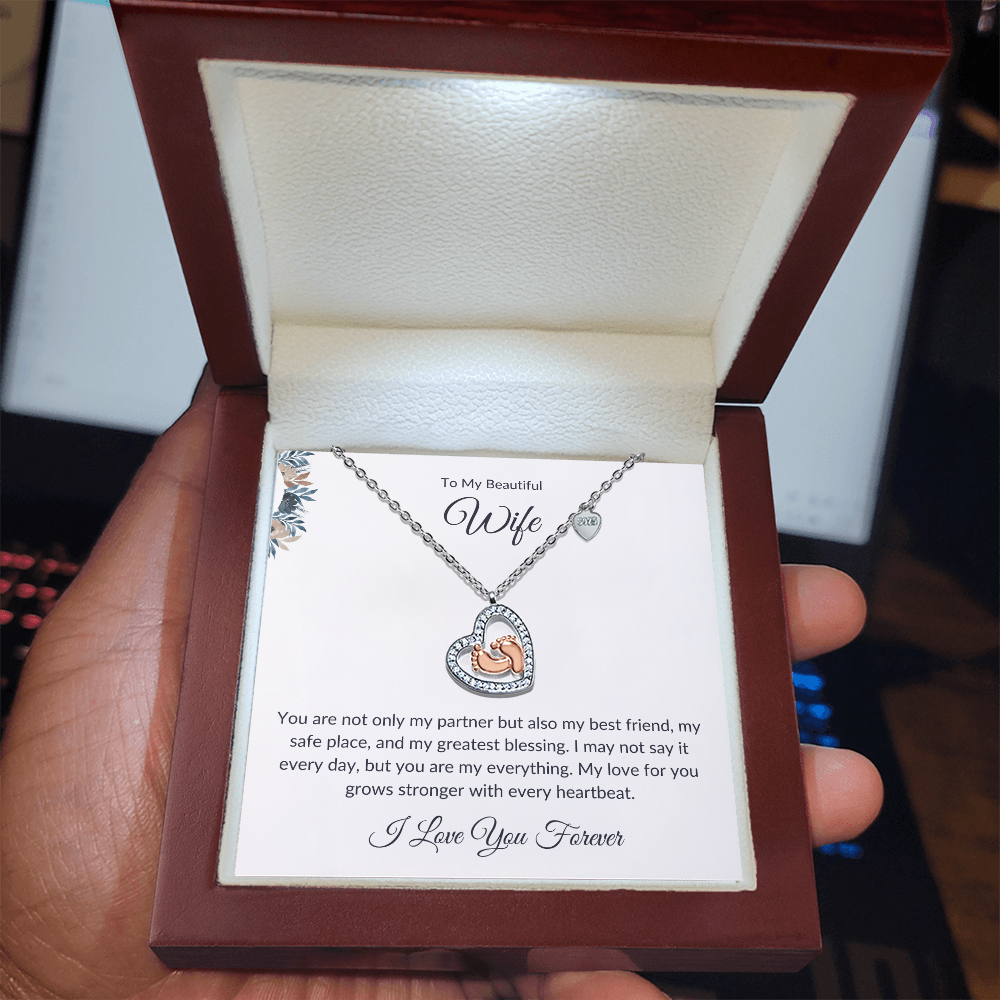 To My Beautiful
Wife
You are not only my partner but also my best friend, my
safe place, and my greatest blessing. I may not say it
every day, but you are my everything. My love for you
grows stronger with every heartbeat.
I Love You Forever